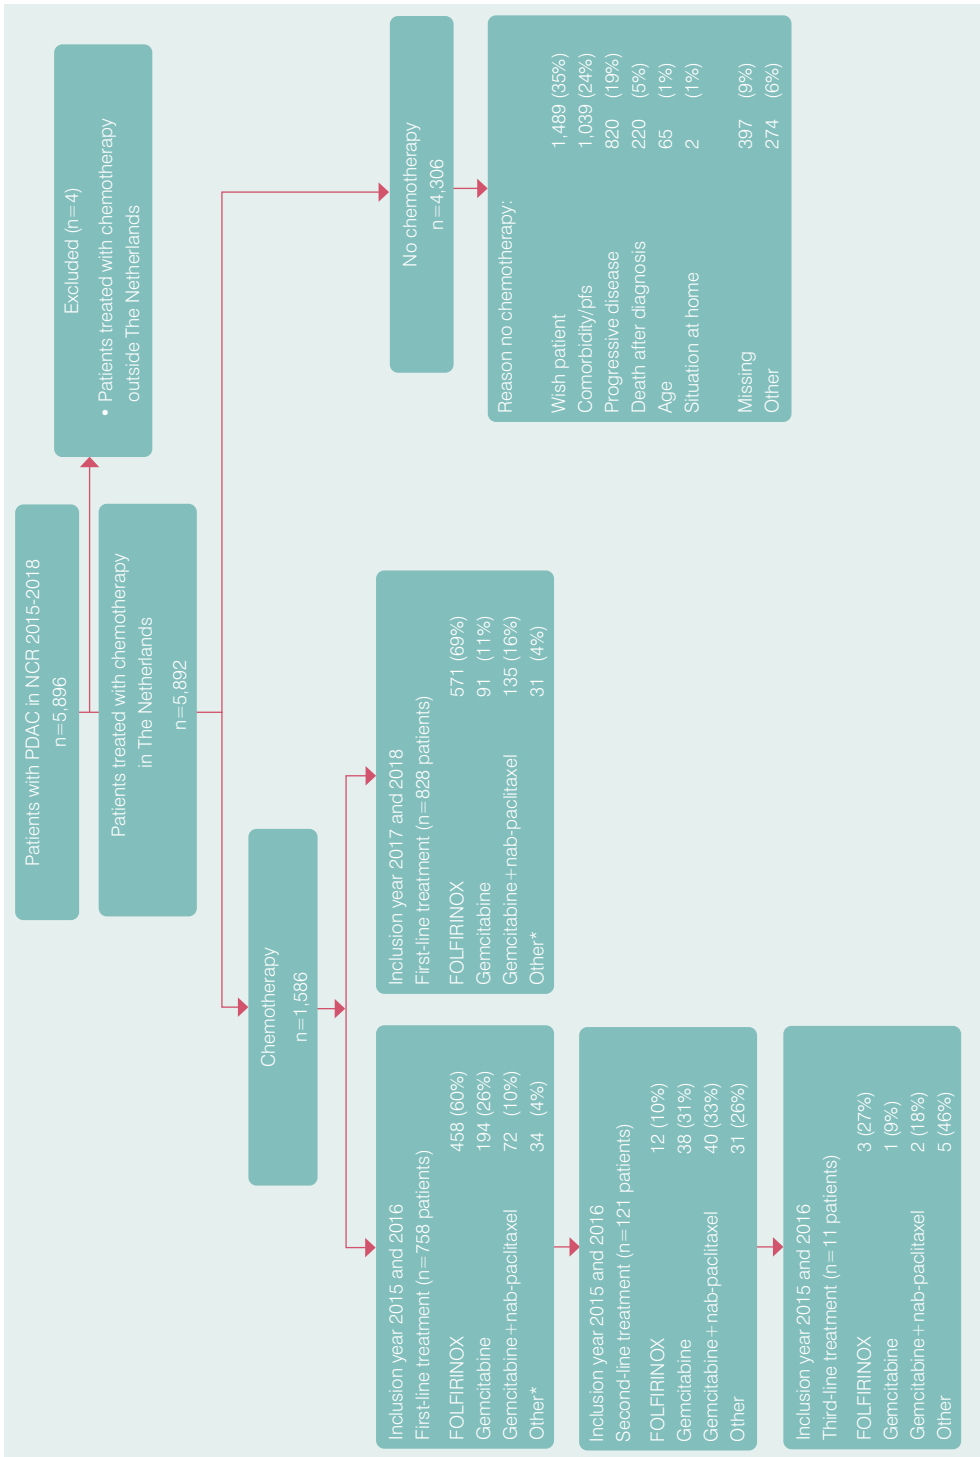 Patients with PDAC in NCR 2015-2018
n=5,896
Excluded (n=4)
• Patients treated with chemotherapy
outside The Netherlands
Patients treated with chemotherapy
in The Netherlands
n=5,892
Chemotherapy
n=1,586
No chemotherapy
n=4,306
Inclusion year 2015 and 2016
First-line treatment (n=758 patients)
FOLFIRINOX 458 (60%)
Gemcitabine 194 (26%)
Gemcitabine+nab-paclitaxel 72 (10%)
Other* 34 (4%)
Inclusion year 2017 and 2018
First-line treatment (n=828 patients)
FOLFIRINOX 571 (69%)
Gemcitabine 91 (11%)
Gemcitabine+nab-paclitaxel 135 (16%)
Other* 31 (4%)
Reason no chemotherapy:
Wish patient 1,489 (35%)
Comorbidity/pfs 1,039 (24%)
Progressive disease 820 (19%)
Death after diagnosis 220 (5%)
Age 65 (1%)
Situation at home 2 (1%)
Missing 397 (9%)
Other 274 (6%)
Inclusion year 2015 and 2016
Second-line treatment (n=121 patients)
FOLFIRINOX 12 (10%)
Gemcitabine 38 (31%)
Gemcitabine+nab-paclitaxel 40 (33%)
Other 31 (26%)
Inclusion year 2015 and 2016
Third-line treatment (n=11 patients)
FOLFIRINOX 3 (27%)
Gemcitabine 1 (9%)
Gemcitabine+nab-paclitaxel 2 (18%)
Other 5 (46%)